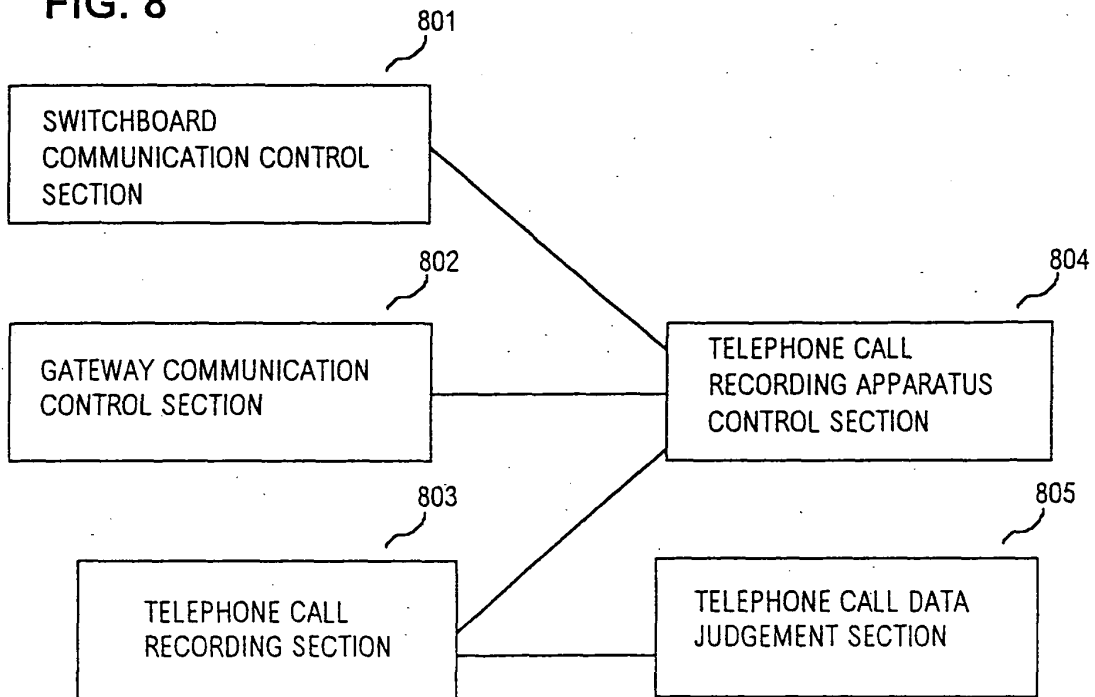 FIG. 8
801
SWITCHBOARD
COMMUNICATION CONTROL
SECTION
802
GATEWAY COMMUNICATION
CONTROL SECTION
804
TELEPHONE CALL
RECORDING APPARATUS
CONTROL SECTION
803
TELEPHONE CALL
RECORDING SECTION
805
TELEPHONE CALL DATA
JUDGEMENT SECTION